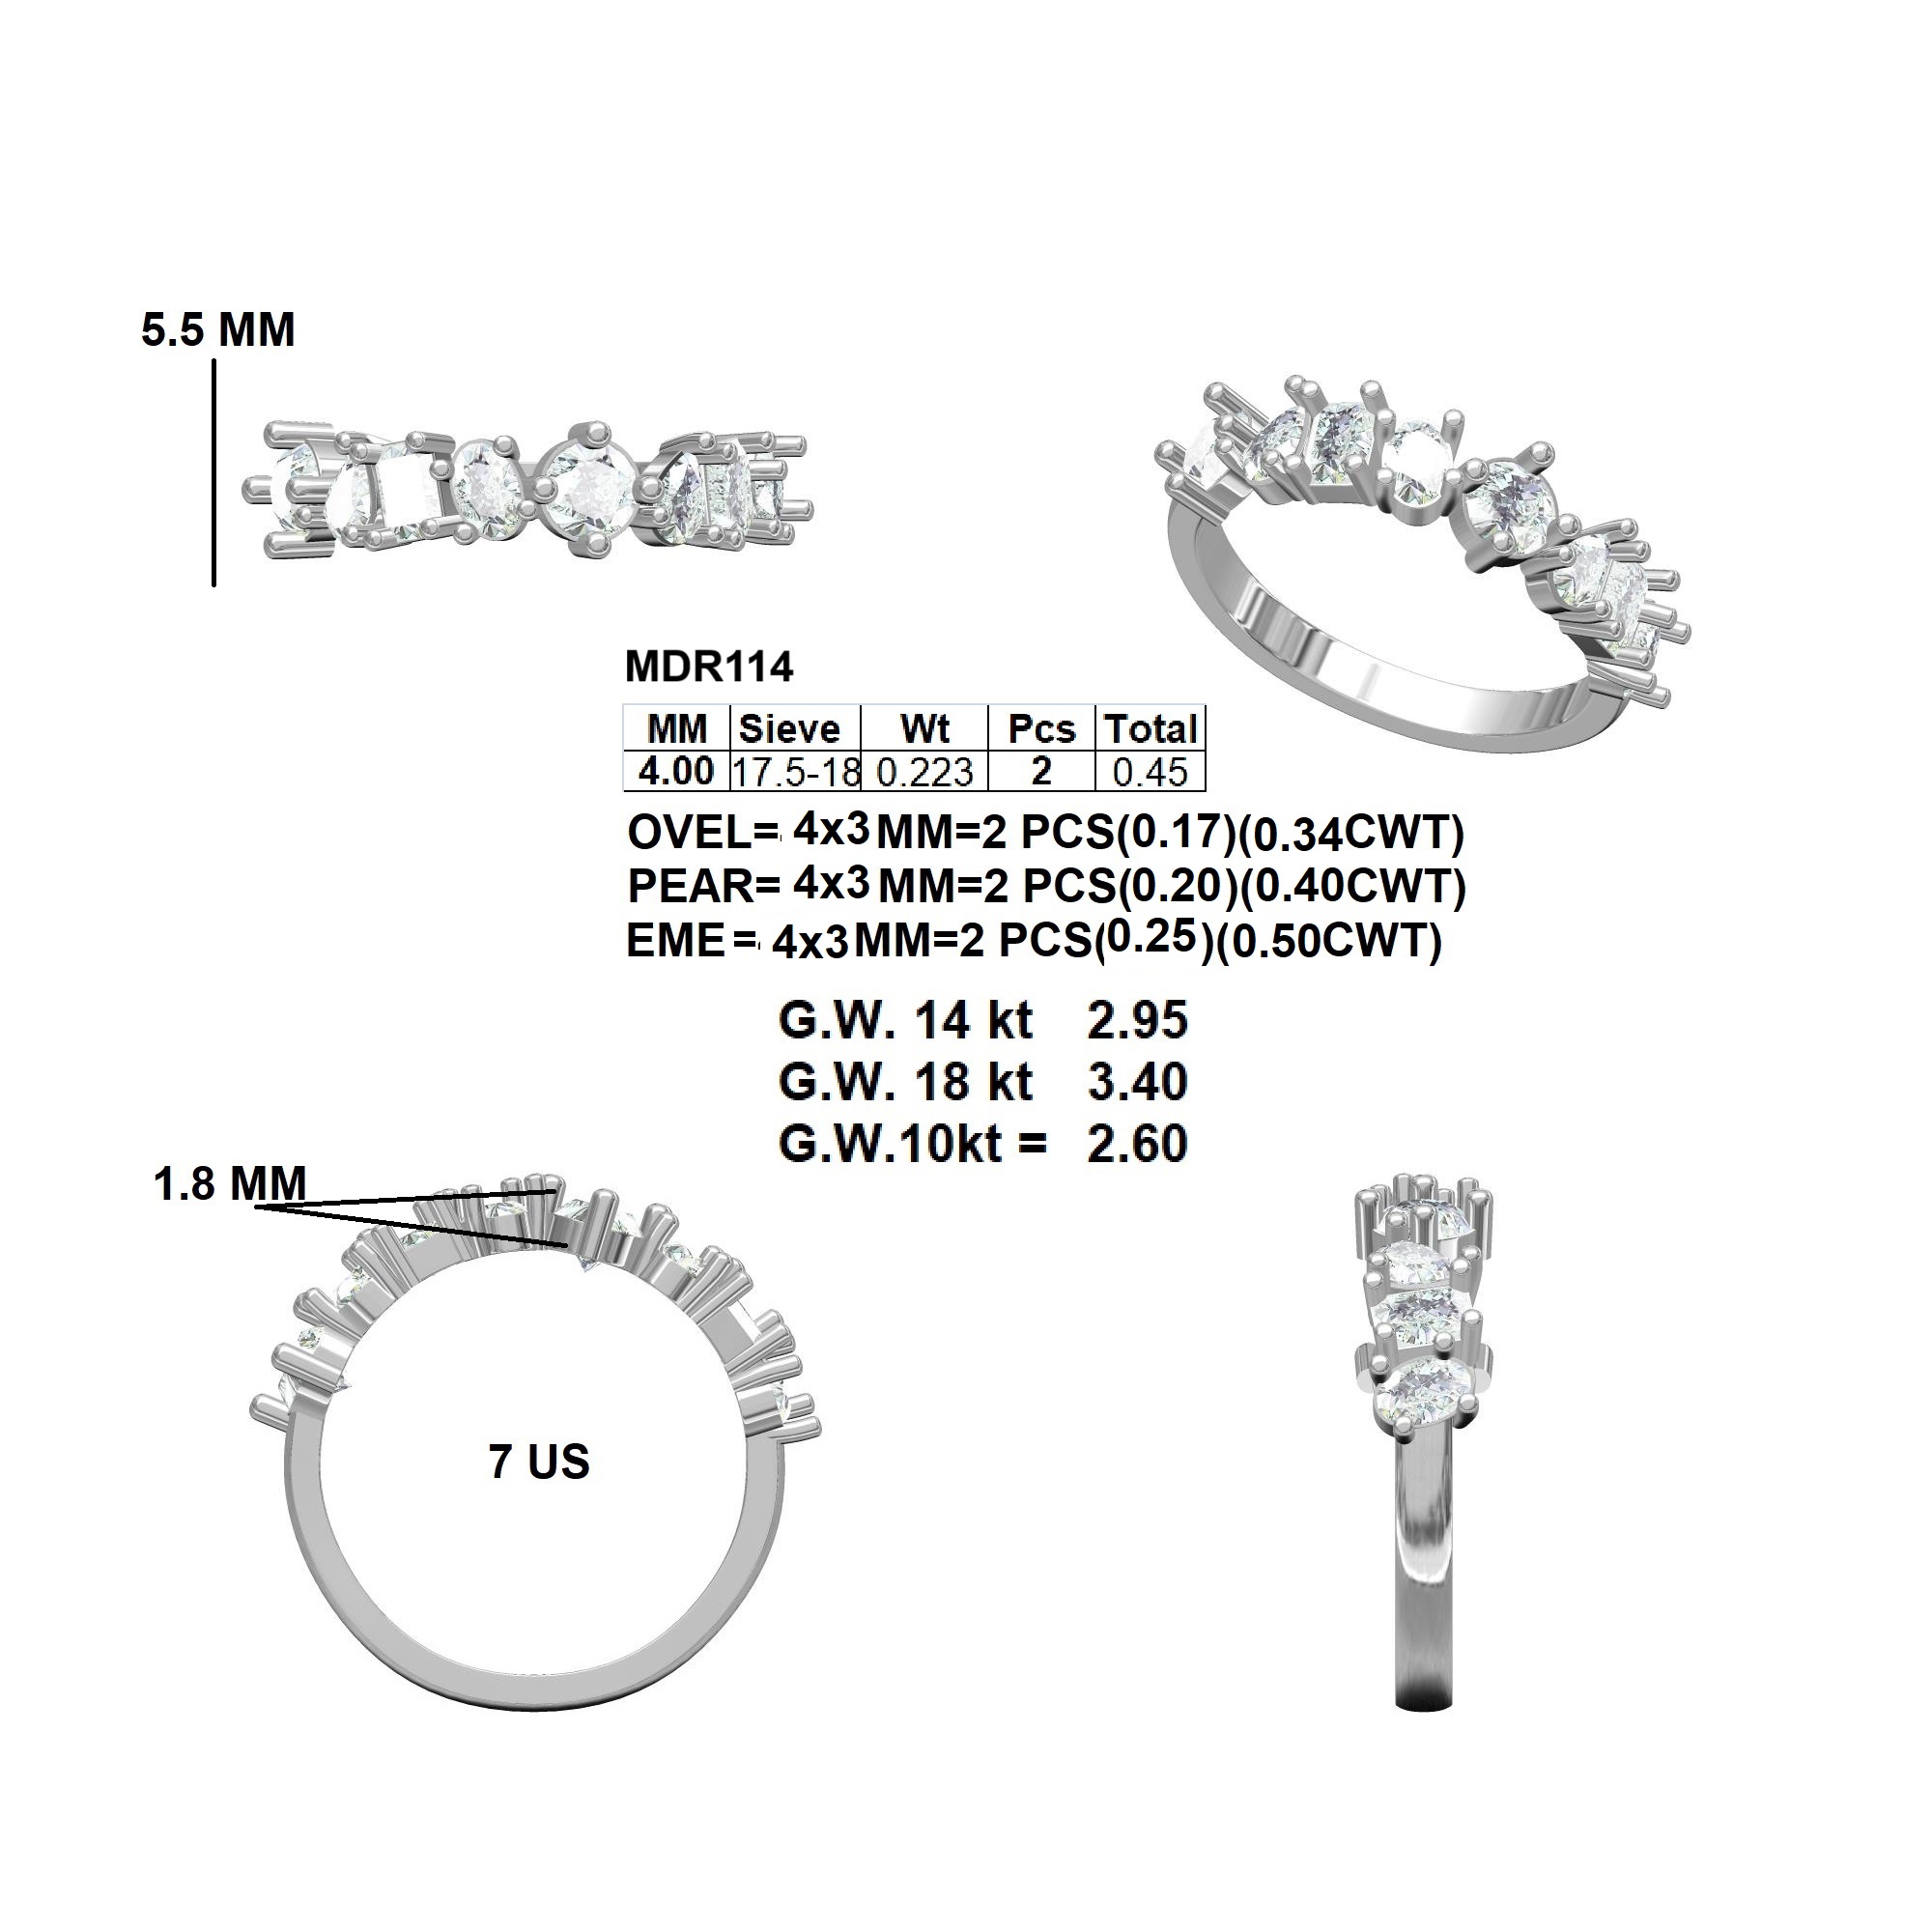 5.5 MM
MDR114
MM Sieve Wt Pcs Total
4.00 17.5-18 0.223 2 0.45
OVEL= 4x3 MM=2 PCS(0.17)(0.34CWT)
PEAR= 4x3 MM=2 PCS(0.20)(0.40CWT)
EME= 4x3 MM=2 PCS(0.25)(0.50CWT)
G.W. 14 kt 2.95
G.W. 18 kt 3.40
G.W.10kt = 2.60
1.8 MM
7 US